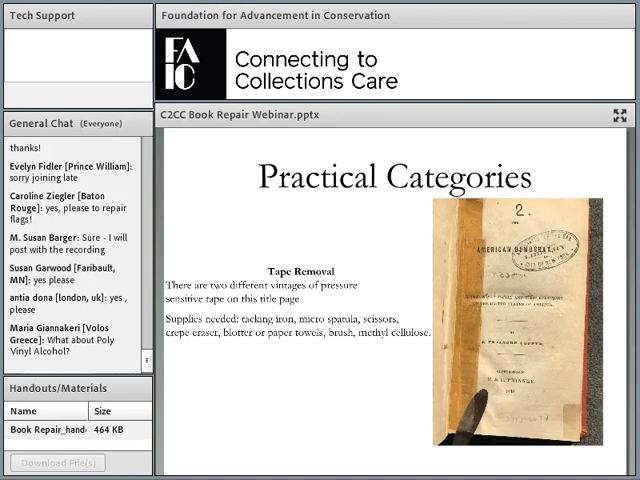 Tech Support
Foundation for Advancement in Conservation
FA
IC
Connecting to
Collections Care
General Chat (Everyone)
thanks!
Evelyn Fidler [Prince William]:
sorry joining late
Caroline Ziegler [Baton
Rouge]: yes, please to repair
flags!
M. Susan Barger: Sure - I will
post with the recording
Susan Garwood [Faribault,
MN]: yes please
antia dona [london, uk]: yes ,
please
Maria Giannakeri [Volos
Greece]: What about Poly
Vinyl Alcohol?
Handouts/Materials
Name Size
Book Repair_hand 464 KB
Download File(s)
C2CC Book Repair Webinar.pptx
Practical Categories
Tape Removal
There are two different vintages of pressure
sensitive tape on this title page
Supplies needed: tacking iron, micro spatula, scissors,
crepe eraser, blotter or paper towels, brush, methyl cellulose.
2.
THE
AMERICAN
BY